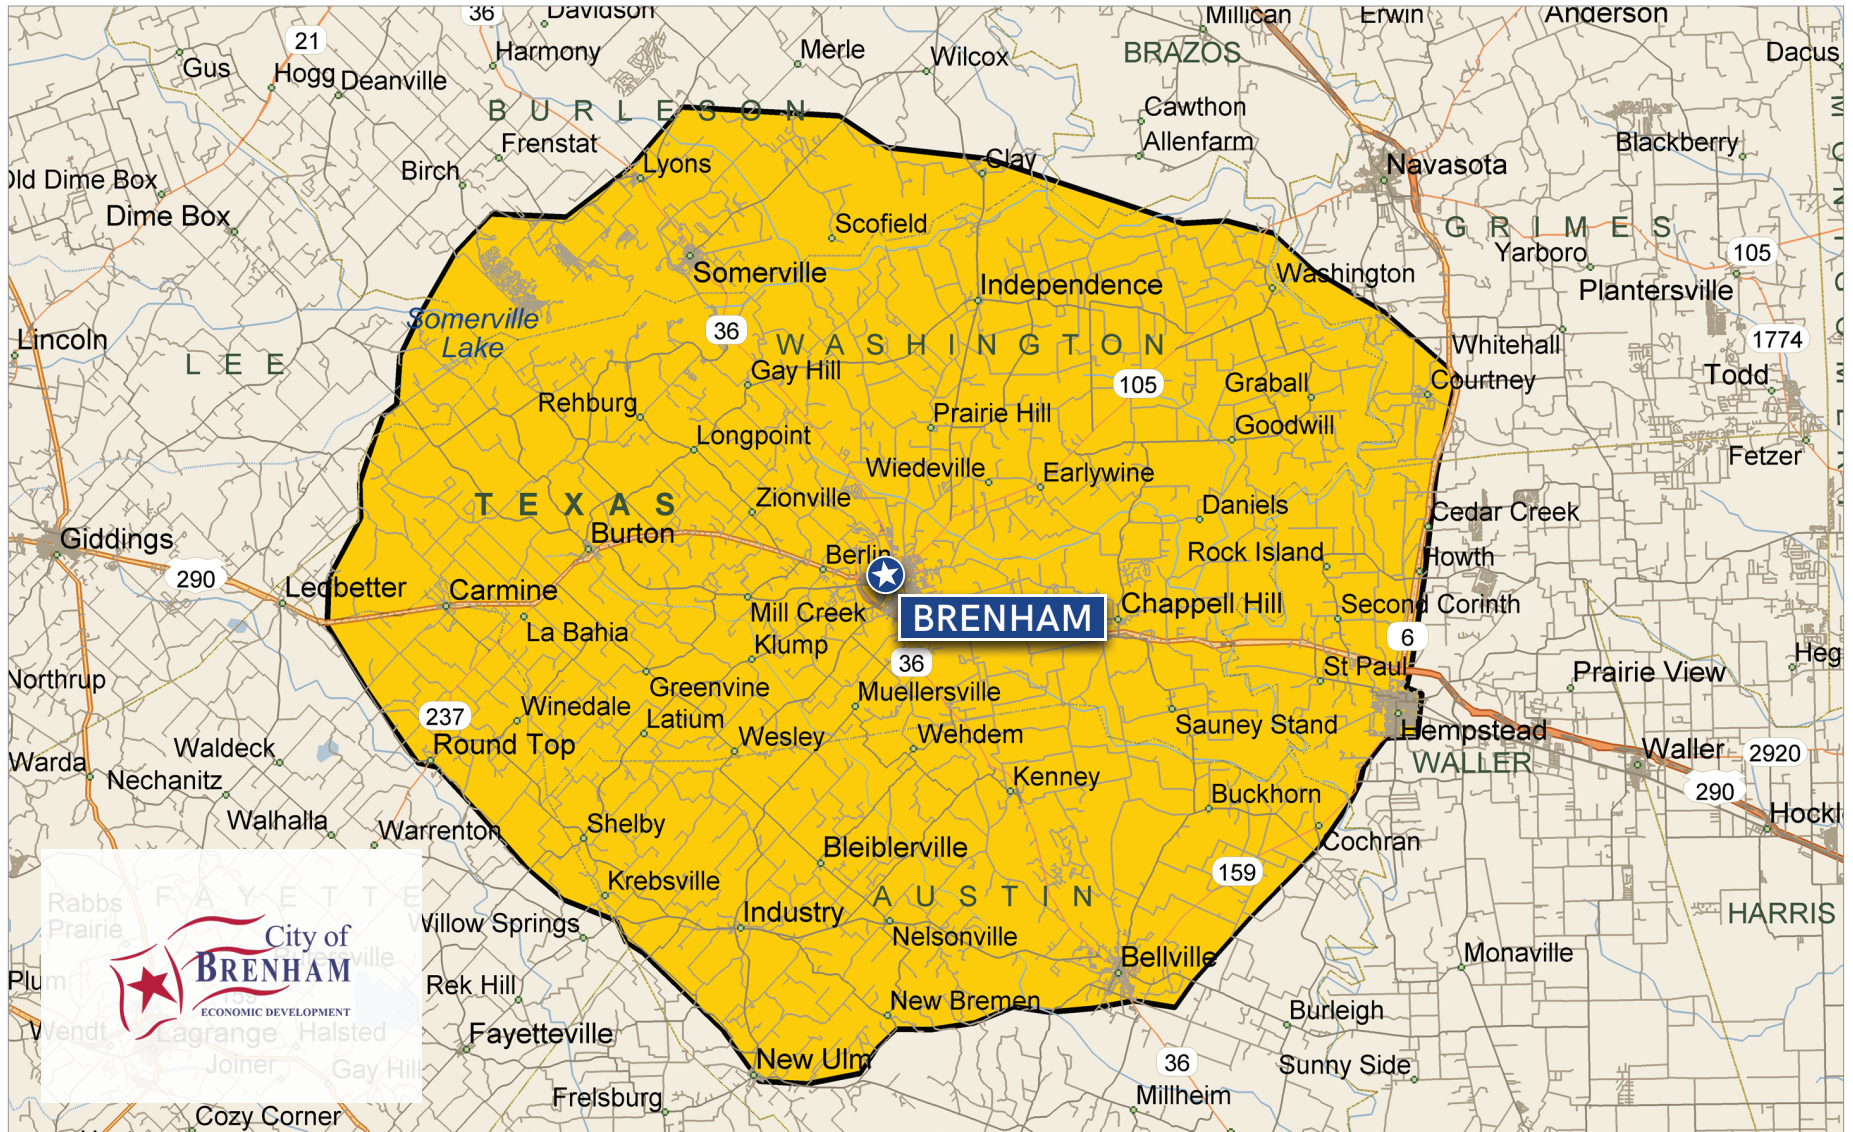 36
Davidson
Millican
Erwin
Anderson
21
Harmony
Merle
Wilcox
BRAZOS
Dacus
Gus
Hogg
Deanville
BURLESON
Cawthon
Frenstat
Allenfarm
Blackberry
Birch
Lyons
Clay
Navasota
Old Dime Box
Dime Box
Scofield
GRIMES
Yarboro
105
Somerville
Independence
Washington
Plantersville
Somerville
Lake
36
WASHINGTON
Whitehall
1774
Lincoln
LEE
Gay Hill
105
Graball
Courtney
Todd
Rehburg
Prairie Hill
Goodwill
Longpoint
Fetzer
Wiedeville
Earlywine
TEXAS
Zionville
Daniels
Cedar Creek
Giddings
Burton
Berlin
Rock Island
Howth
290
Ledbetter
Carmine
Mill Creek
BRENHAM
Chappell Hill
Second Corinth
La Bahia
Klump
36
6
St Paul
Prairie View
Heg
Northrup
Greenvine
Muellersville
237
Winedale
Latium
Wesley
Wehdem
Sauney Stand
Hempstead
Round Top
WALLER
Waller
2920
Waldeck
Warda
Nechanitz
Kenney
Buckhorn
290
Walhalla
Warrenton
Shelby
Bleiblerville
Cochran
Hockl
159
Krebsville
AUSTIN
Rabbs
Prairie
FAYETTE
Willow Springs
Industry
Nelsonville
HARRIS
City of
BRENHAM
ECONOMIC DEVELOPMENT
Rutersville
Bellville
Monaville
Plum
159
Rek Hill
New Bremen
Burleigh
Wendt
Lagrange
Halsted
Fayetteville
Joiner
Gay Hill
New Ulm
36
Sunny Side
Frelsburg
Millheim
Cozy Corner